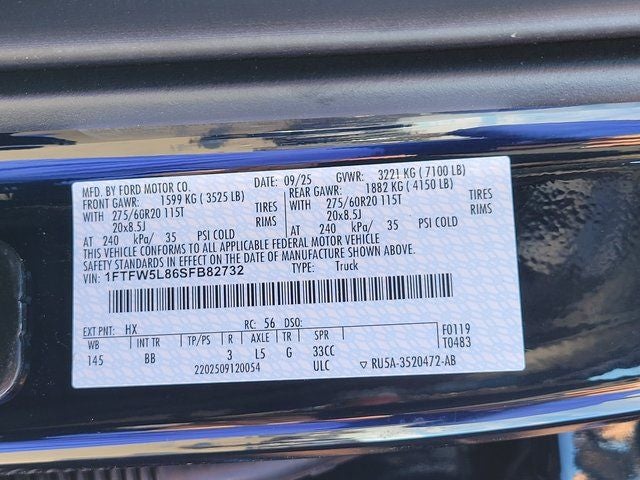 MFD. BY FORD MOTOR CO. DATE: 09/25 GVWR: 3221 KG ( 7100 LB)
FRONT GAWR: 1599 KG ( 3525 LB) REAR GAWR: 1882 KG ( 4150 LB)
WITH 275/60R20 115T TIRES WITH 275/60R20 115T TIRES
20x8.5J RIMS 20x8.5J RIMS
AT 240 kPa/ 35 PSI COLD AT 240 kPa/ 35 PSI COLD
THIS VEHICLE CONFORMS TO ALL APPLICABLE FEDERAL MOTOR VEHICLE
SAFETY STANDARDS IN EFFECT ON THE DATE OF MANUFACTURE SHOWN ABOVE.
VIN: 1FTFW5L86SFB82732 TYPE: Truck
EXT PNT: HX RC: 56 DSO: F0119
WB INT TR TP/PS R AXLE TR SPR T0483
145 BB 3 L5 G 33CC
2202509120054 ULC ▽ RU5A-3520472-AB